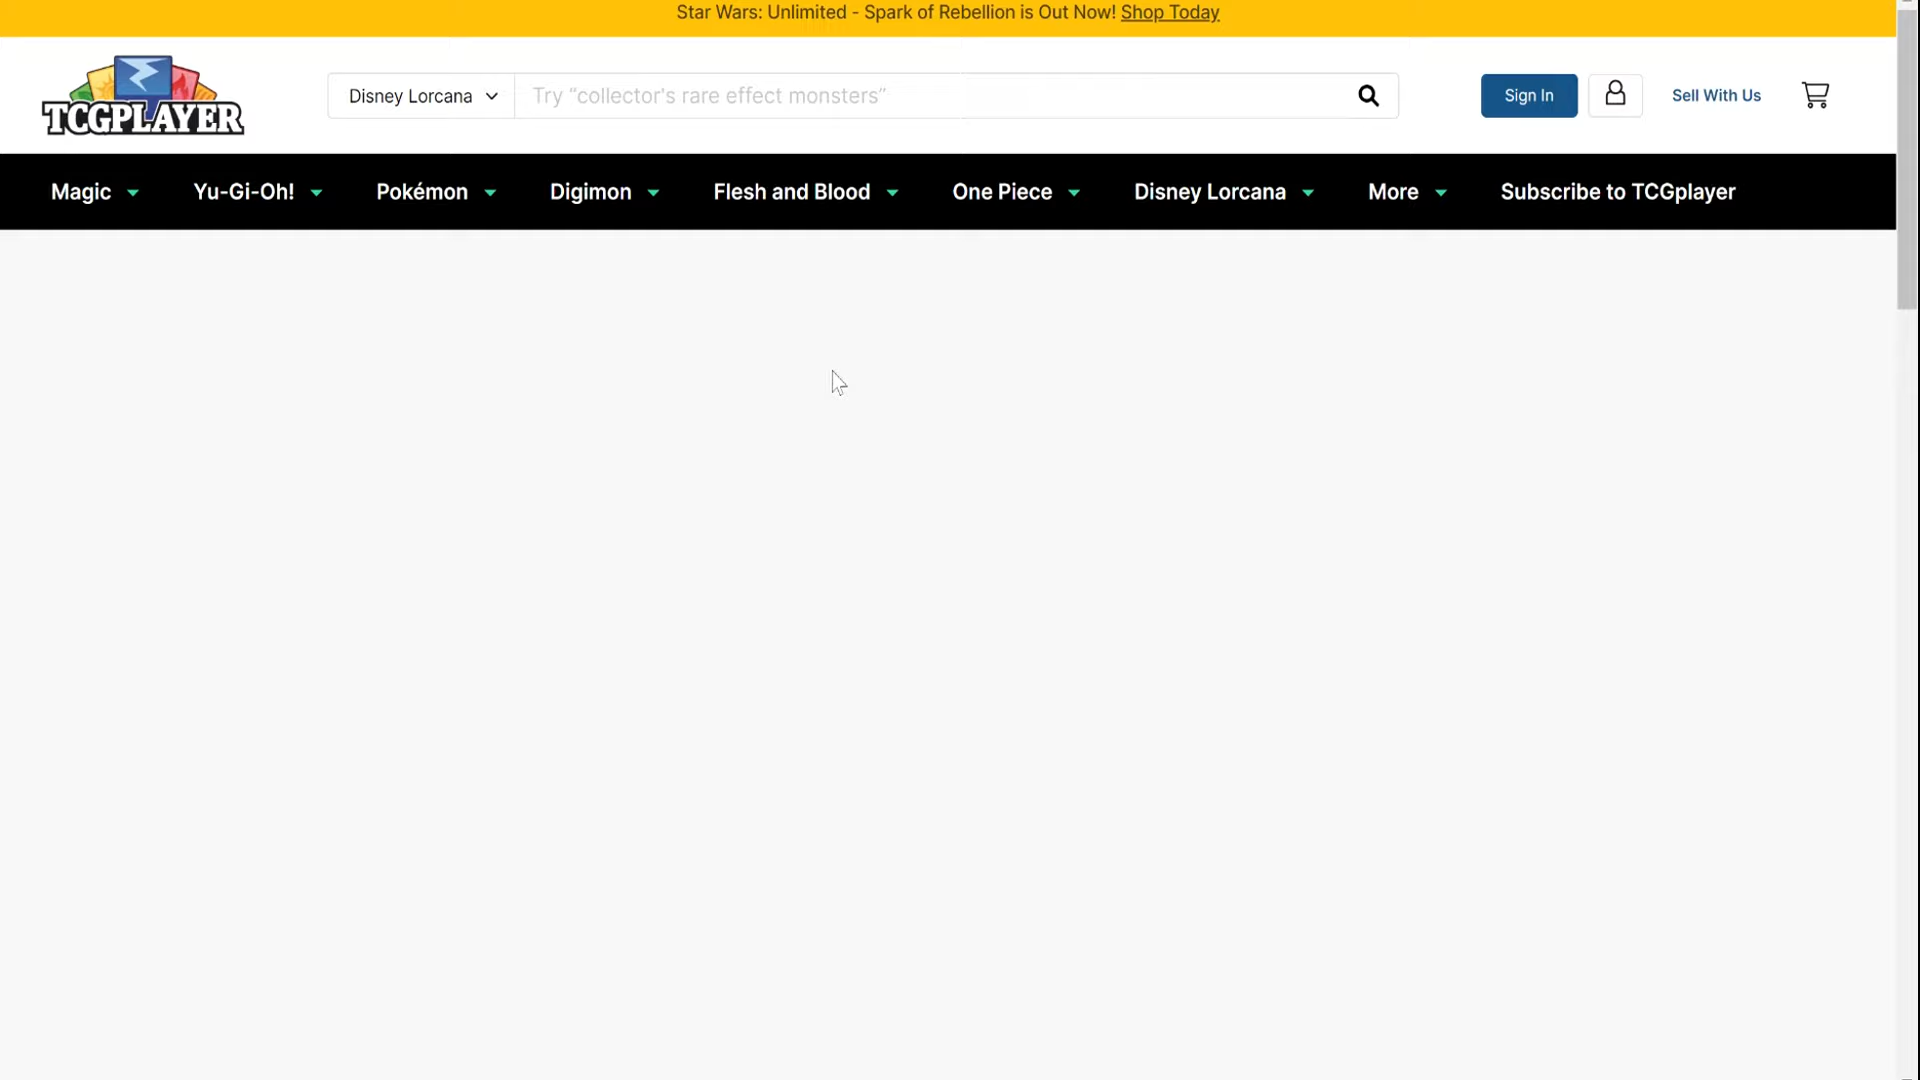 Star Wars: Unlimited - Spark of Rebellion is Out Now! Shop Today
TCGPLAYER
Disney Lorcana
Try “collector's rare effect monsters”
Sign In
Sell With Us
Magic
Yu-Gi-Oh!
Pokémon
Digimon
Flesh and Blood
One Piece
Disney Lorcana
More
Subscribe to TCGplayer